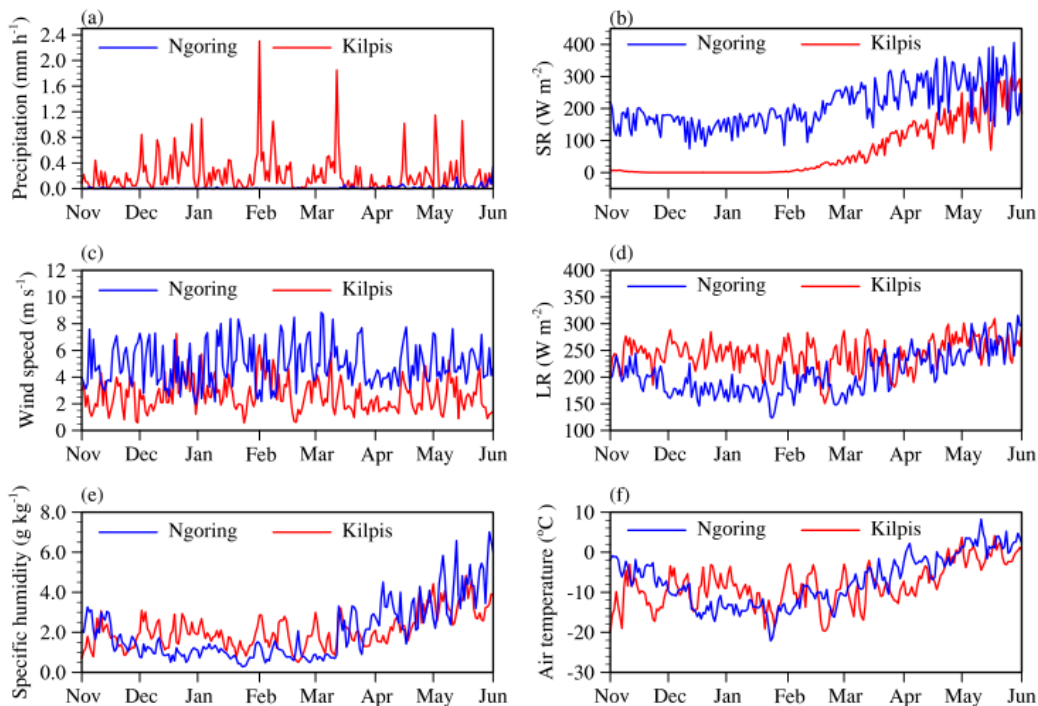 (a)
Precipitation (mm h⁻¹)
2.4
2.0
1.6
1.2
0.8
0.4
0.0
Ngoring Kilpis
Nov Dec Jan Feb Mar Apr May Jun
(b)
SR (W m⁻²)
400
300
200
100
0
Ngoring Kilpis
Nov Dec Jan Feb Mar Apr May Jun
(c)
Wind speed (m s⁻¹)
12
10
8
6
4
2
0
Ngoring Kilpis
Nov Dec Jan Feb Mar Apr May Jun
(d)
LR (W m⁻²)
400
350
300
250
200
150
100
Ngoring Kilpis
Nov Dec Jan Feb Mar Apr May Jun
(e)
Specific humidity (g kg⁻¹)
8.0
6.0
4.0
2.0
0.0
Ngoring Kilpis
Nov Dec Jan Feb Mar Apr May Jun
(f)
Air temperature (°C)
10
0
-10
-20
-30
Ngoring Kilpis
Nov Dec Jan Feb Mar Apr May Jun